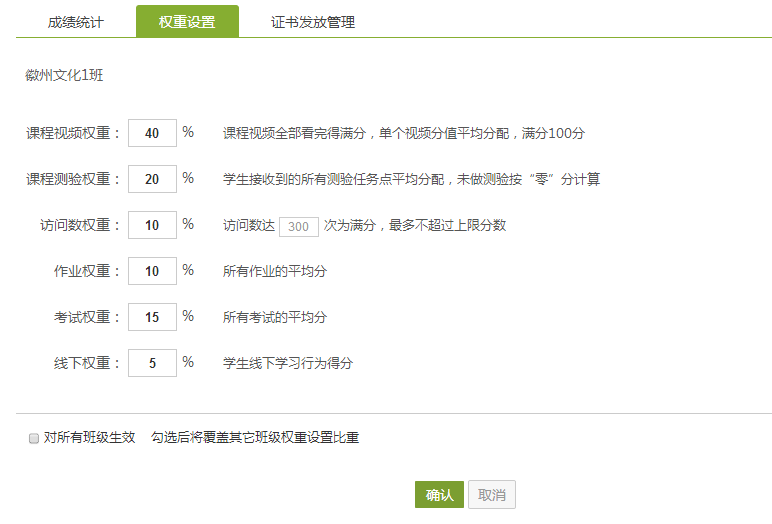 成绩统计 权重设置 证书发放管理
徽州文化1班
课程视频权重： 40 % 课程视频全部看完得满分，单个视频分值平均分配，满分100分
课程测验权重： 20 % 学生接收到的所有测验任务点平均分配，未做测验按“零”分计算
访问数权重： 10 % 访问数达 300 次为满分，最多不超过上限分数
作业权重： 10 % 所有作业的平均分
考试权重： 15 % 所有考试的平均分
线下权重： 5 % 学生线下学习行为得分
对所有班级生效 勾选后将覆盖其它班级权重设置比重
确认 取消